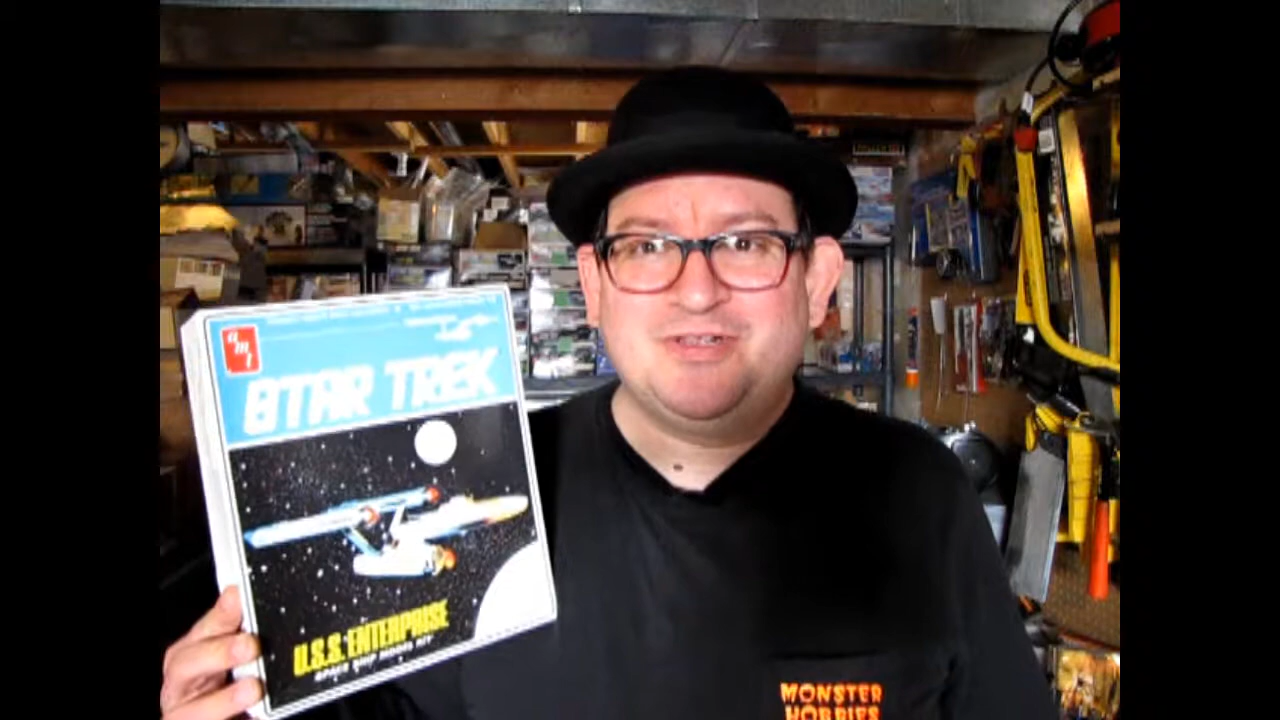 amt
STAR TREK
U.S.S. ENTERPRISE
SPACE SHIP MODEL KIT
MONSTER
HOBBIES